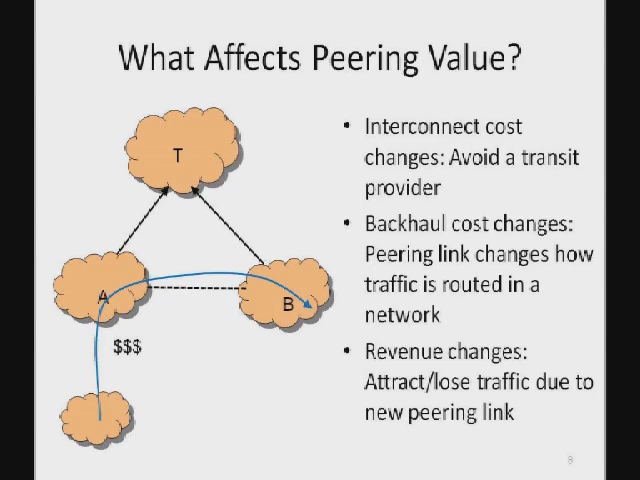 What Affects Peering Value?
T
A
B
$$$
• Interconnect cost
changes: Avoid a transit
provider
• Backhaul cost changes:
Peering link changes how
traffic is routed in a
network
• Revenue changes:
Attract/lose traffic due to
new peering link
8